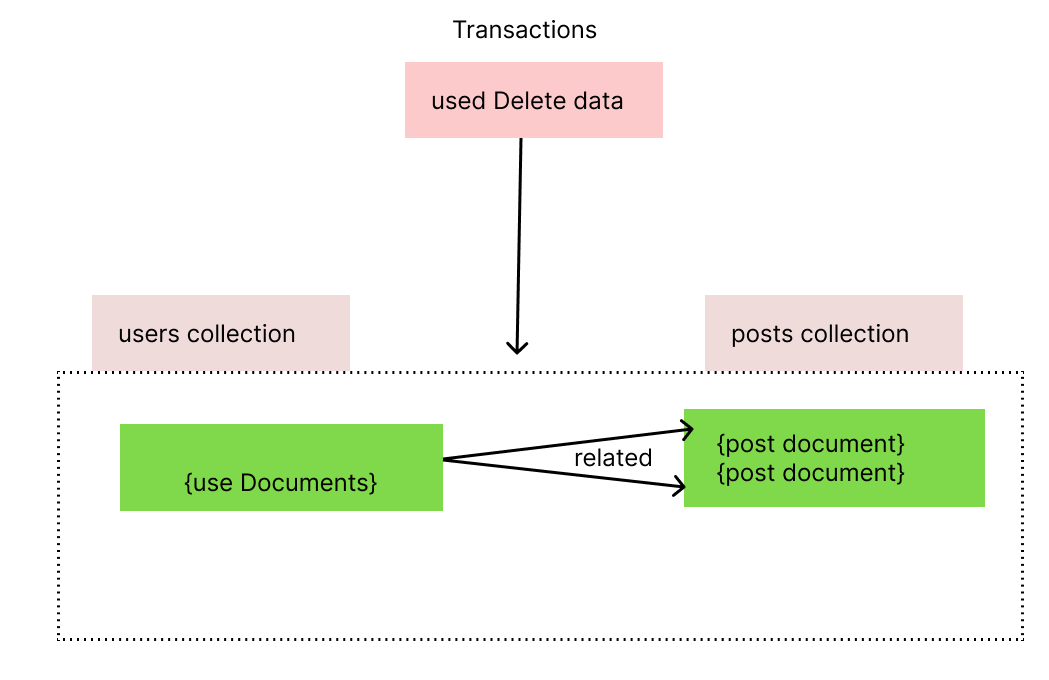 Transactions
used Delete data
users collection
posts collection
{use Documents}
related
{post document}
{post document}